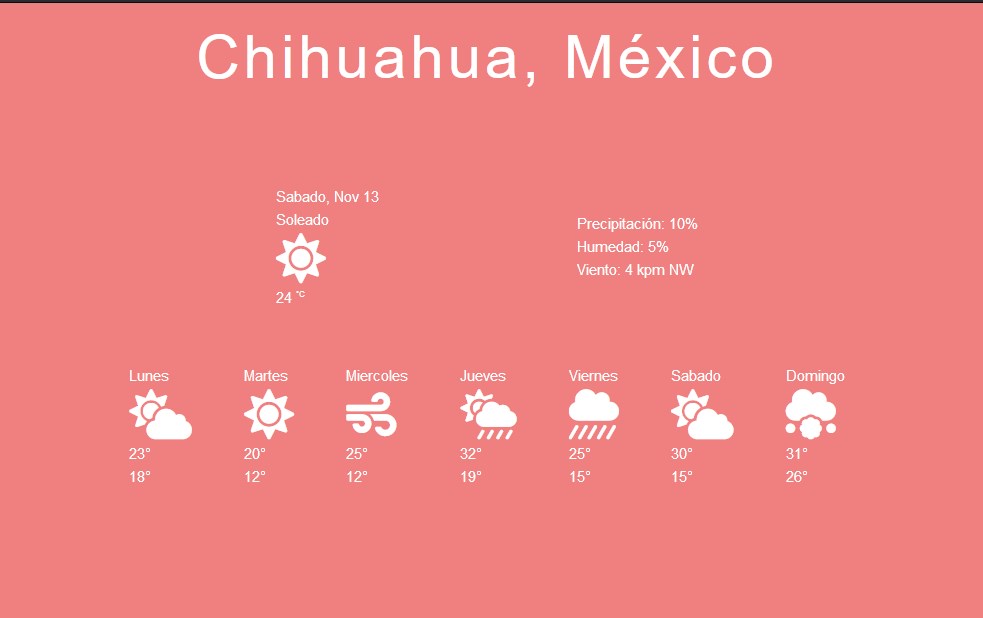 Chihuahua, México
Sabado, Nov 13
Soleado
24 °C
Precipitación: 10%
Humedad: 5%
Viento: 4 kpm NW
Lunes
23°
18°
Martes
20°
12°
Miercoles
25°
12°
Jueves
32°
19°
Viernes
25°
15°
Sabado
30°
15°
Domingo
31°
26°